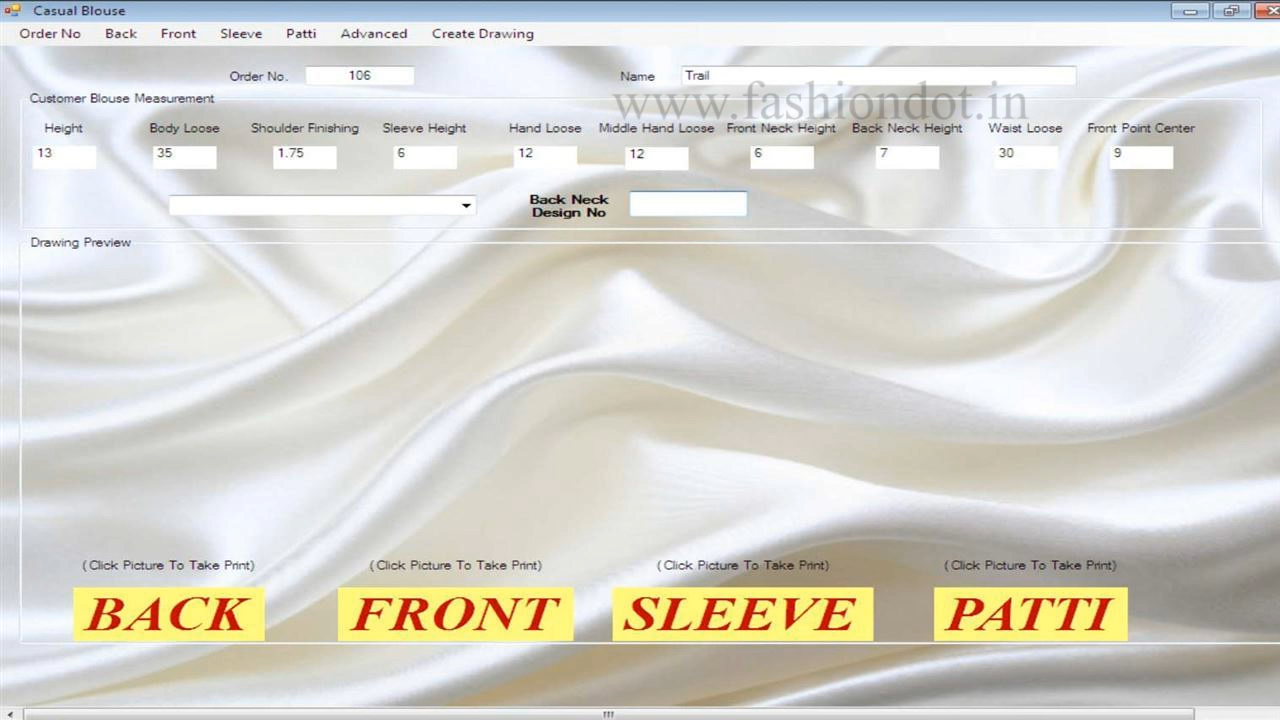 Casual Blouse
Order No Back Front Sleeve Patti Advanced Create Drawing
Order No. 106 Name Trail
www.fashiondot.in
Customer Blouse Measurement
Height Body Loose Shoulder Finishing Sleeve Height Hand Loose Middle Hand Loose Front Neck Height Back Neck Height Waist Loose Front Point Center
13 35 1.75 6 12 12 6 7 30 9
Back Neck
Design No
Drawing Preview
(Click Picture To Take Print) (Click Picture To Take Print) (Click Picture To Take Print) (Click Picture To Take Print)
BACK FRONT SLEEVE PATTI